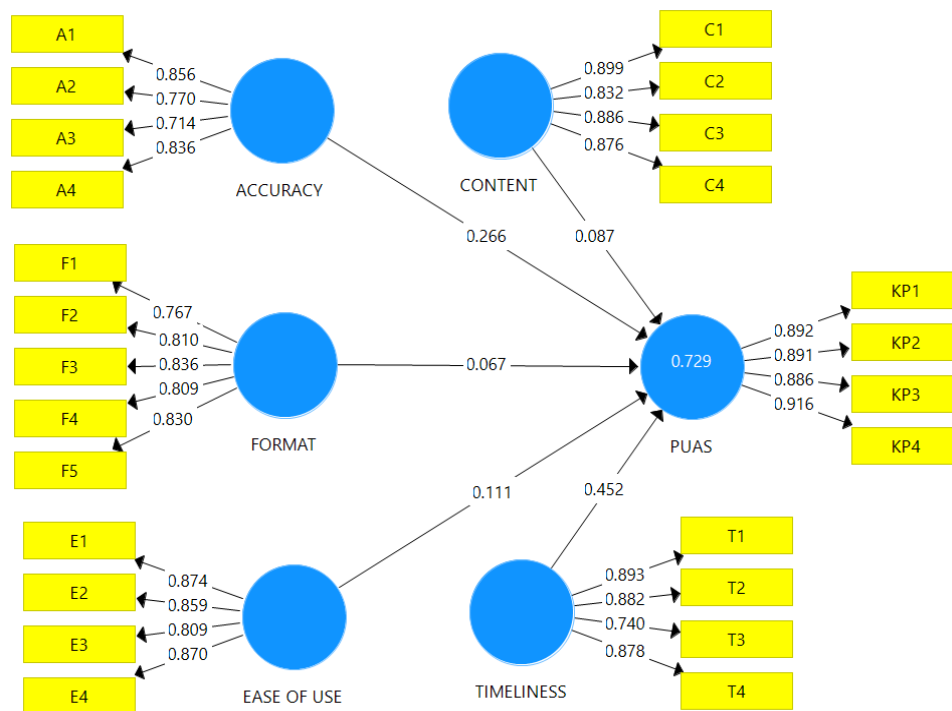 A1
A2
A3
A4
0.856
0.770
0.714
0.836
ACCURACY
C1
C2
C3
C4
0.899
0.832
0.886
0.876
CONTENT
0.266
0.087
F1
F2
F3
F4
F5
0.767
0.810
0.836
0.809
0.830
FORMAT
0.067
0.729
PUAS
KP1
KP2
KP3
KP4
0.892
0.891
0.886
0.916
0.111
0.452
E1
E2
E3
E4
0.874
0.859
0.809
0.870
EASE OF USE
T1
T2
T3
T4
0.893
0.882
0.740
0.878
TIMELINESS